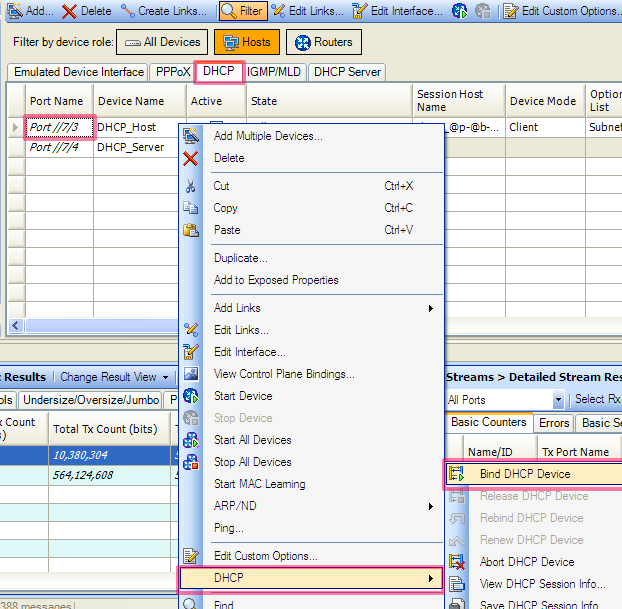 Add... Delete Create Links... Filter Edit Links... Edit Interface... Edit Custom Options.
Filter by device role: All Devices Hosts Routers
Emulated Device Interface PPPoX DHCP IGMP/MLD DHCP Server
Port Name Device Name Active State Session Host Name Device Mode Option List
Port //7/3 DHCP_Host _@p-@b-... Client Subnet
Port //7/4 DHCP_Server
Add Multiple Devices...
Delete
Cut Ctrl+X
Copy Ctrl+C
Paste Ctrl+V
Duplicate...
Add to Exposed Properties
Add Links
Edit Links...
Edit Interface...
View Control Plane Bindings...
Start Device
Stop Device
Start All Devices
Stop All Devices
Start MAC Learning
ARP/ND
Ping...
Edit Custom Options...
DHCP
Find
Results Change Result View
ols Undersize/Oversize/Jumbo P
x Count Total Tx Count (bits)
10,380,304
564,124,608
388 messages
Streams > Detailed Stream Res
All Ports Select Rx
Basic Counters Errors Basic Se
Name/ID Tx Port Name
Bind DHCP Device
Release DHCP Device
Rebind DHCP Device
Renew DHCP Device
Abort DHCP Device
View DHCP Session Info...
Save DHCP Session Info...